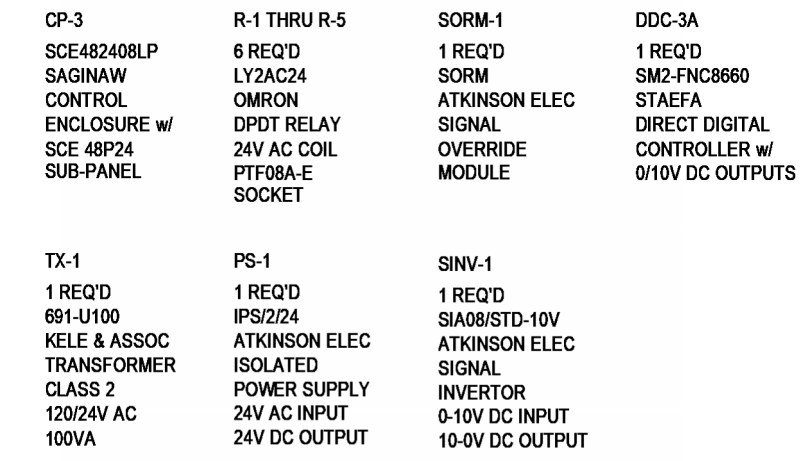 CP-3
SCE482408LP
SAGINAW
CONTROL
ENCLOSURE w/
SCE 48P24
SUB-PANEL
R-1 THRU R-5
6 REQ'D
LY2AC24
OMRON
DPDT RELAY
24V AC COIL
PTF08A-E
SOCKET
SORM-1
1 REQ'D
SORM
ATKINSON ELEC
SIGNAL
OVERRIDE
MODULE
DDC-3A
1 REQ'D
SM2-FNC8660
STAEFA
DIRECT DIGITAL
CONTROLLER w/
0/10V DC OUTPUTS
TX-1
1 REQ'D
691-U100
KELE & ASSOC
TRANSFORMER
CLASS 2
120/24V AC
100VA
PS-1
1 REQ'D
IPS/2/24
ATKINSON ELEC
ISOLATED
POWER SUPPLY
24V AC INPUT
24V DC OUTPUT
SINV-1
1 REQ'D
SIA08/STD-10V
ATKINSON ELEC
SIGNAL
INVERTOR
0-10V DC INPUT
10-0V DC OUTPUT